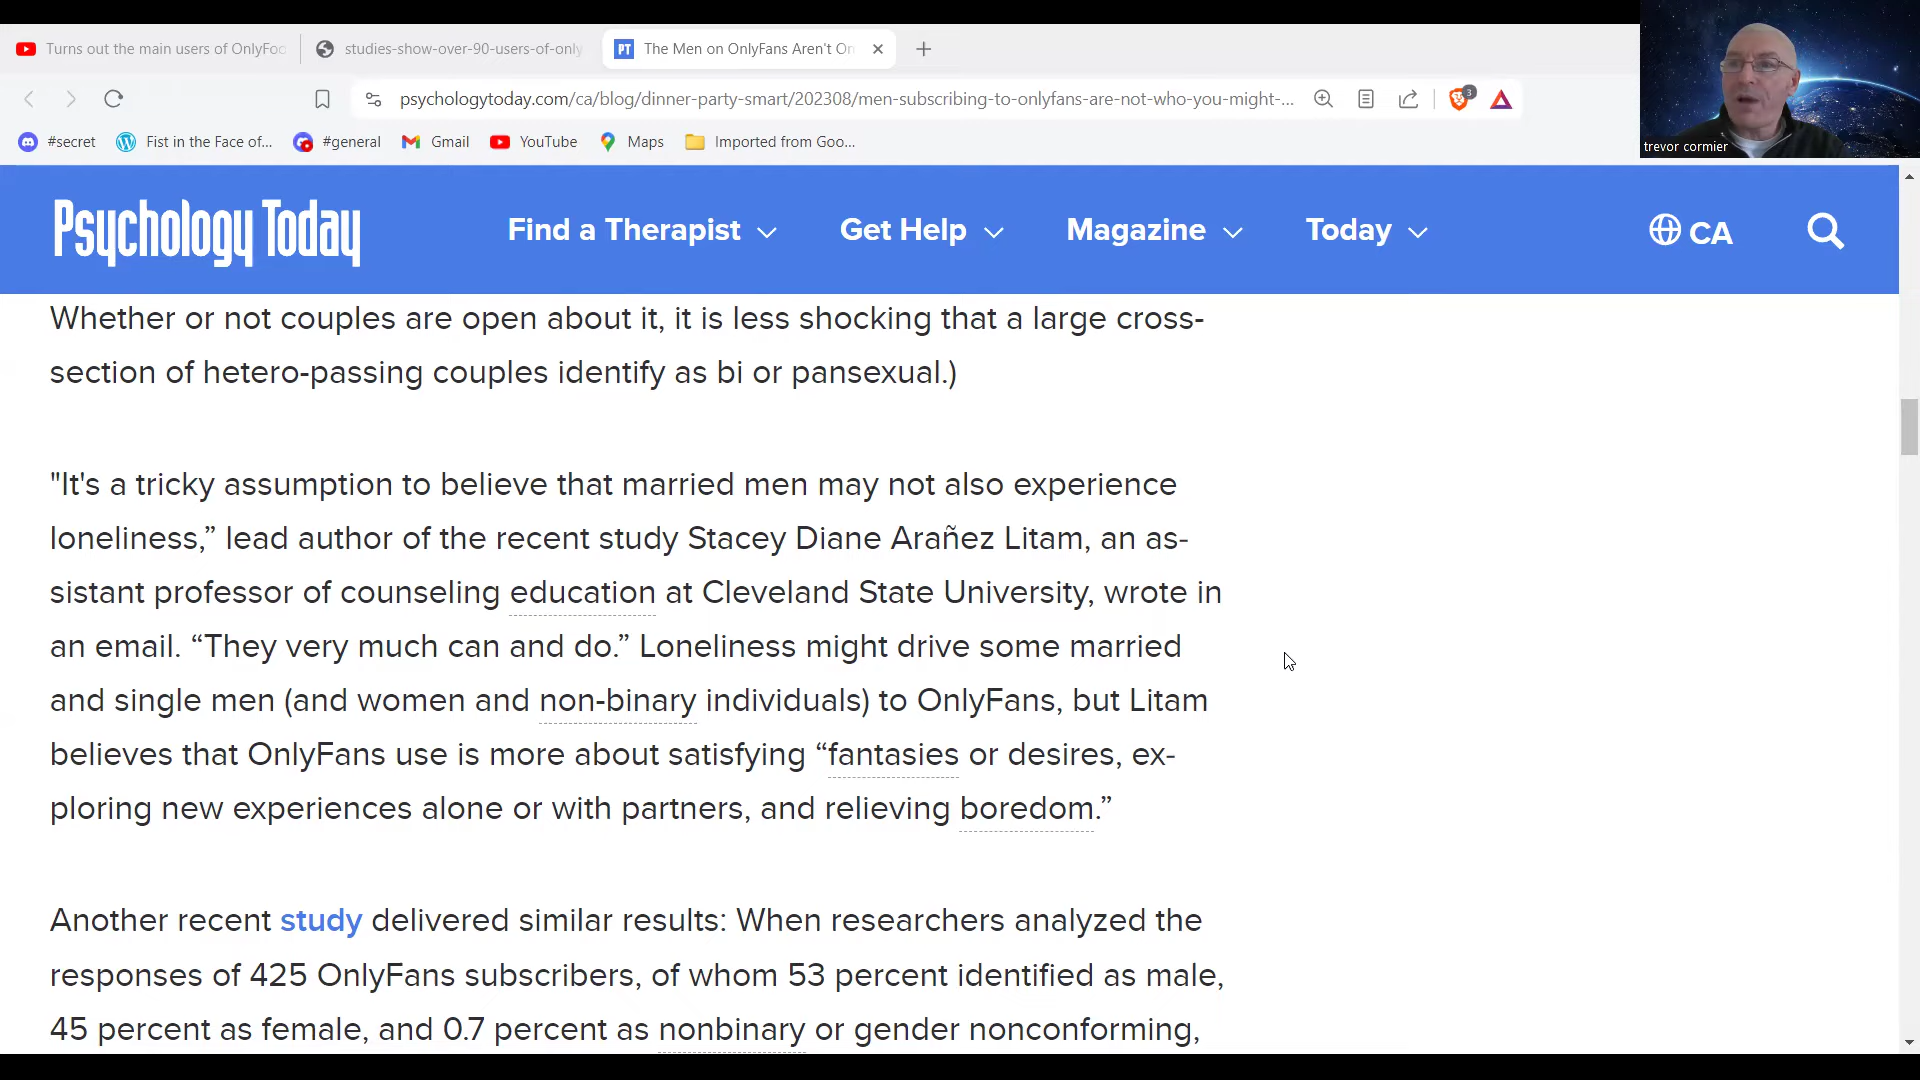 Turns out the main users of OnlyFo
studies-show-over-90-users-of-only
PT
The Men on OnlyFans Aren't On
psychologytoday.com/ca/blog/dinner-party-smart/202308/men-subscribing-to-onlyfans-are-not-who-you-might-...
3
#secret
Fist in the Face of...
#general
Gmail
YouTube
Maps
Imported from Goo...
trevor cormier
Psychology Today
Find a Therapist
Get Help
Magazine
Today
CA
Whether or not couples are open about it, it is less shocking that a large cross-
section of hetero-passing couples identify as bi or pansexual.)
"It's a tricky assumption to believe that married men may not also experience
loneliness,” lead author of the recent study Stacey Diane Arañez Litam, an as-
sistant professor of counseling education at Cleveland State University, wrote in
an email. “They very much can and do.” Loneliness might drive some married
and single men (and women and non-binary individuals) to OnlyFans, but Litam
believes that OnlyFans use is more about satisfying “fantasies or desires, ex-
ploring new experiences alone or with partners, and relieving boredom.”
Another recent study delivered similar results: When researchers analyzed the
responses of 425 OnlyFans subscribers, of whom 53 percent identified as male,
45 percent as female, and 0.7 percent as nonbinary or gender nonconforming,